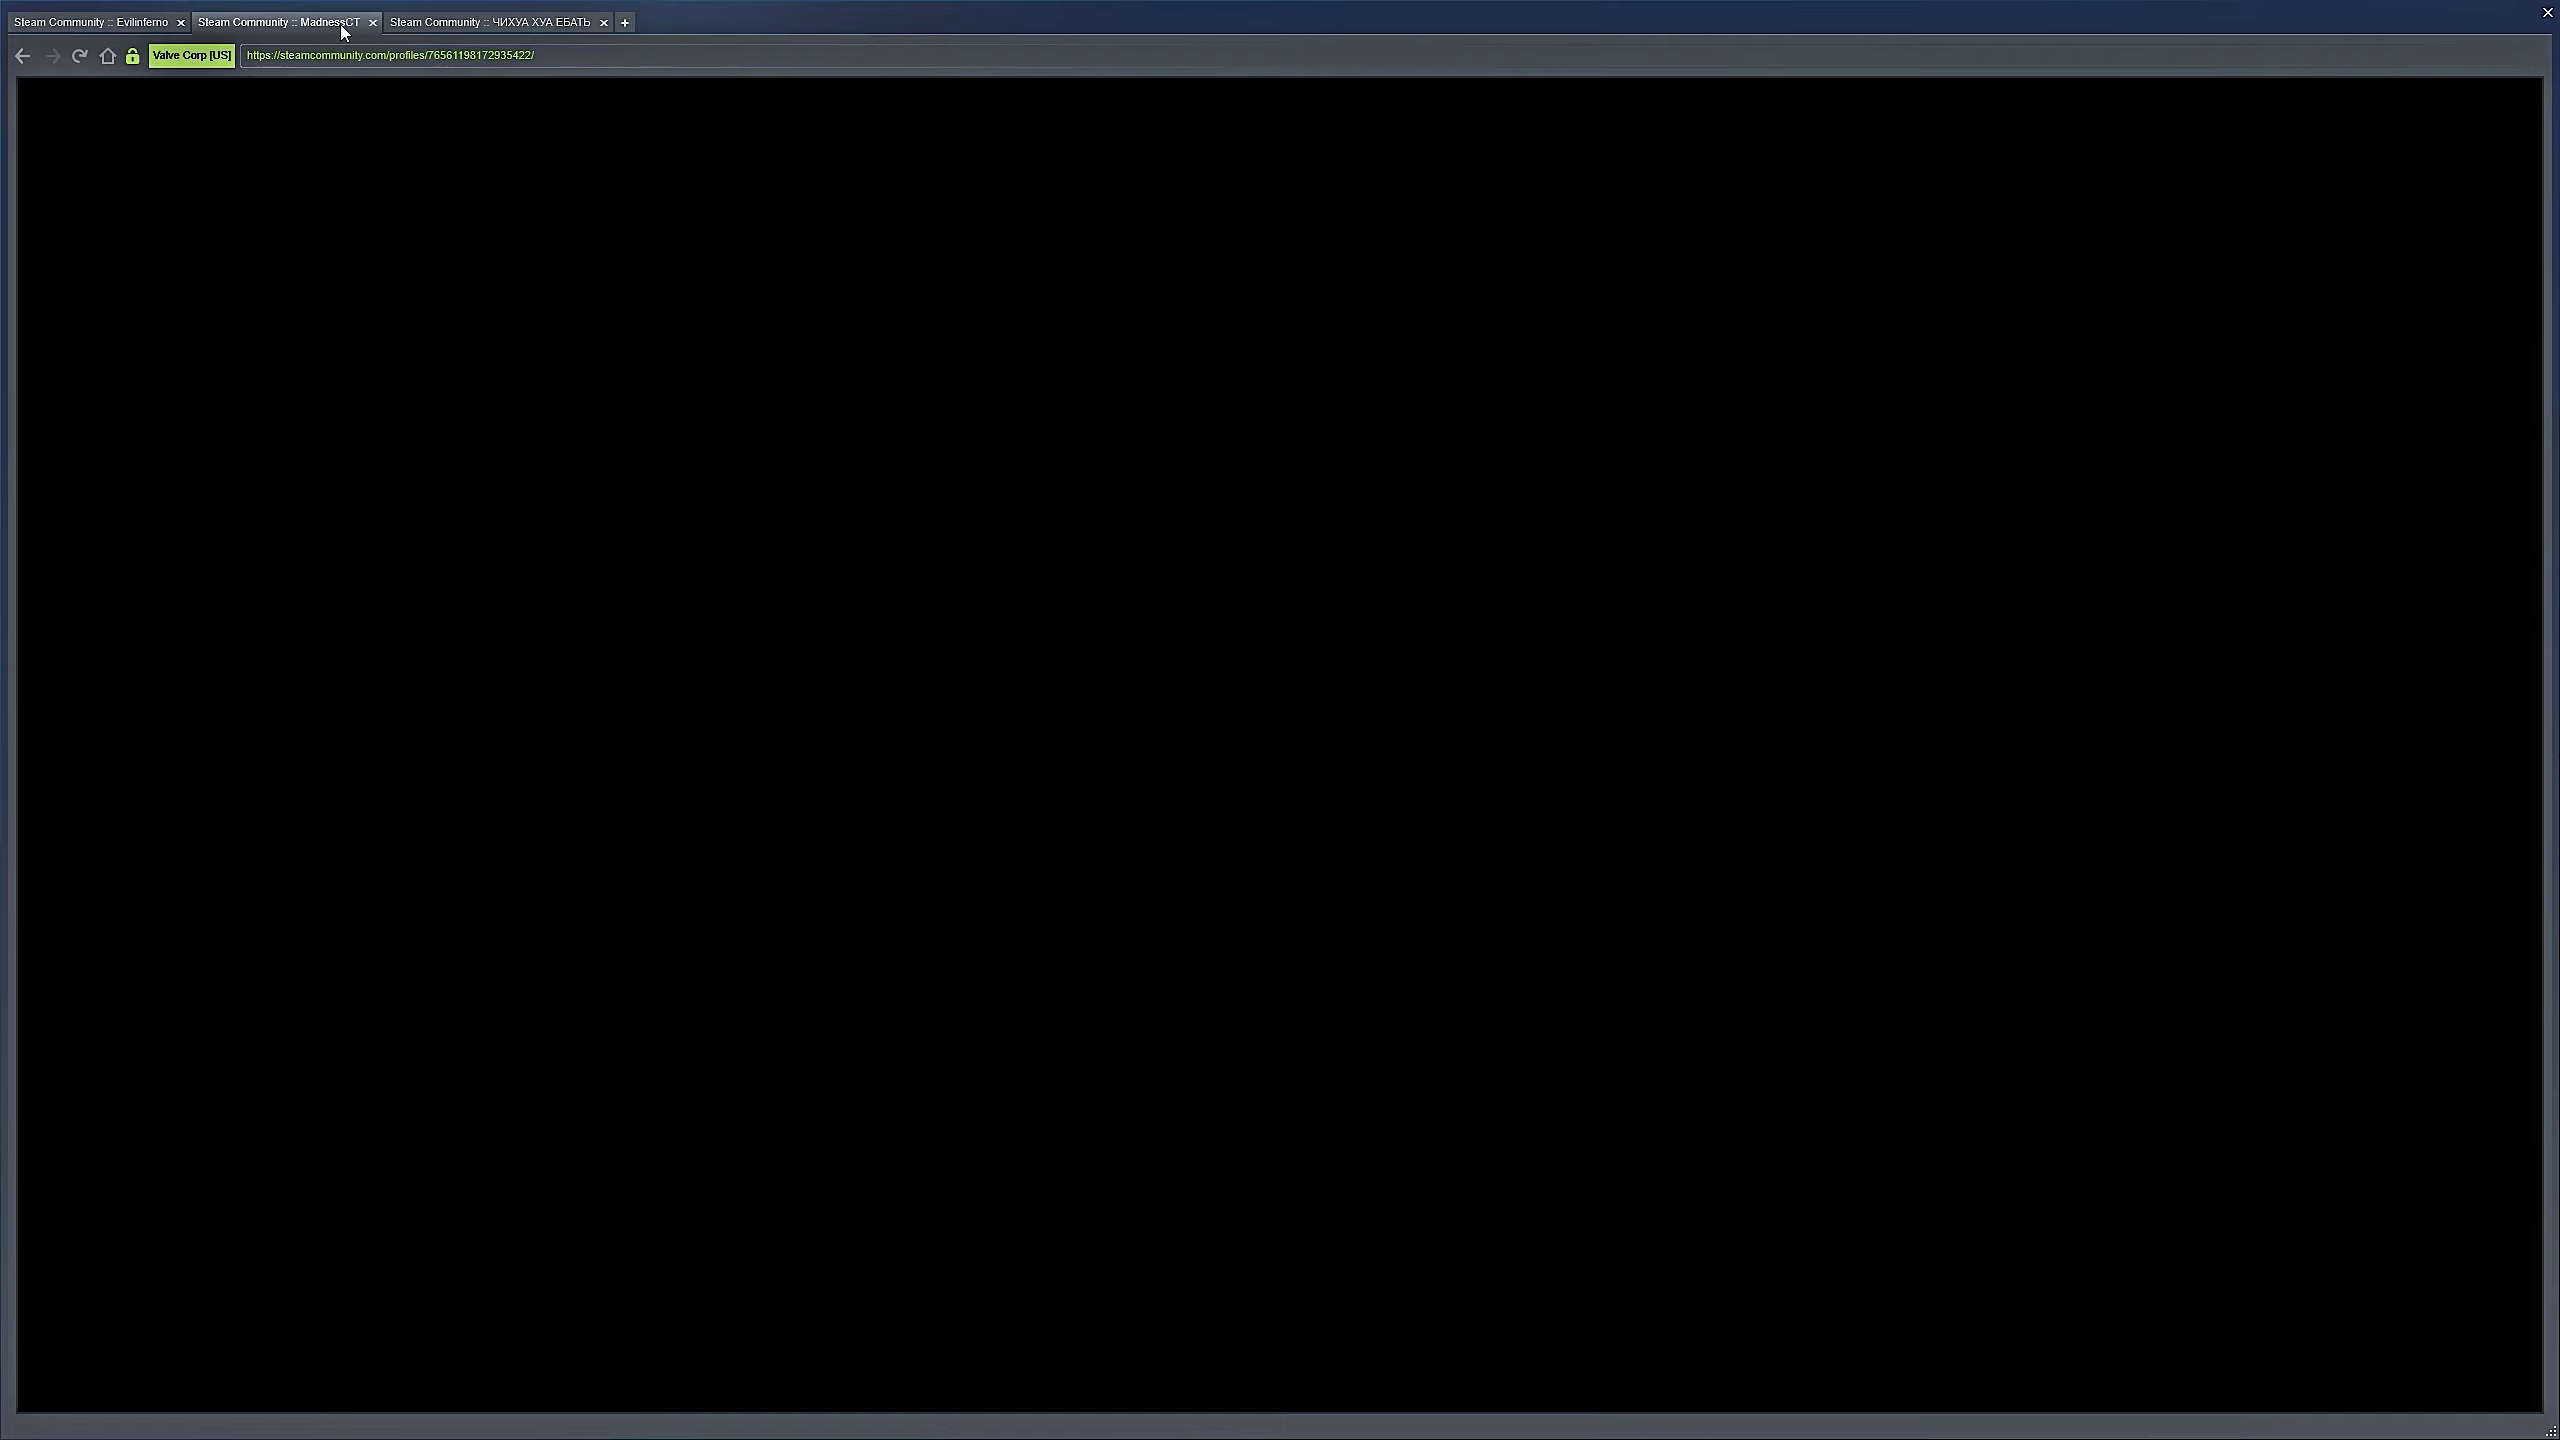 Steam Community :: Evilinferno
Steam Community :: MadnessCT
Steam Community :: ЧИХУА ХУА ЕБАТЬ
Valve Corp [US]
https://steamcommunity.com/profiles/76561198172935422/